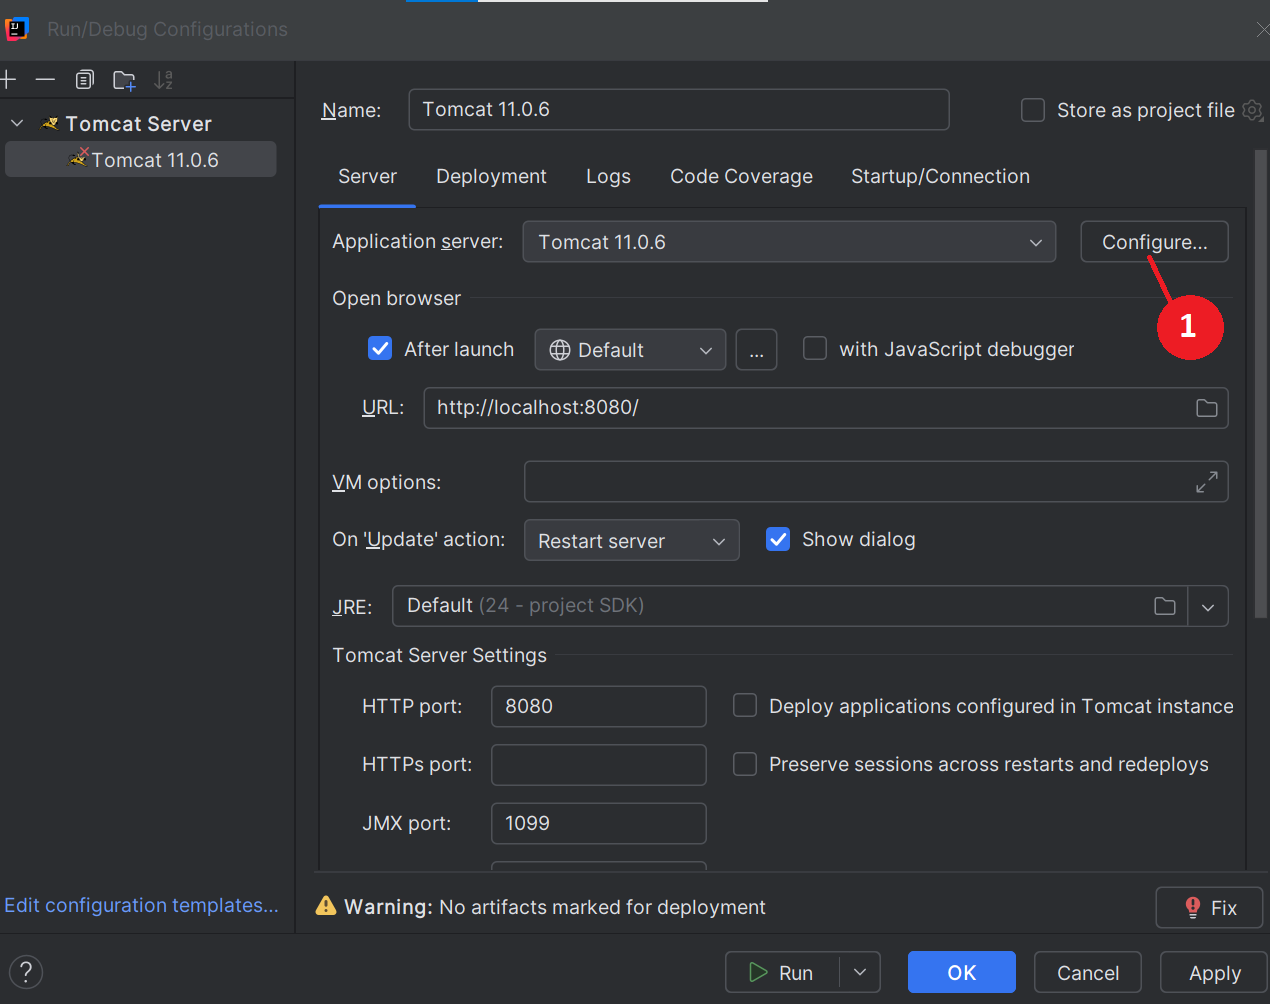 Run/Debug Configurations
Tomcat Server
Tomcat 11.0.6
Name: Tomcat 11.0.6 Store as project file
Server Deployment Logs Code Coverage Startup/Connection
Application server: Tomcat 11.0.6 Configure...
1
Open browser
After launch Default ... with JavaScript debugger
URL: http://localhost:8080/
VM options:
On 'Update' action: Restart server Show dialog
JRE: Default (24 - project SDK)
Tomcat Server Settings
HTTP port: 8080 Deploy applications configured in Tomcat instance
HTTPs port: Preserve sessions across restarts and redeploys
JMX port: 1099
Edit configuration templates...
Warning: No artifacts marked for deployment Fix
? Run OK Cancel Apply